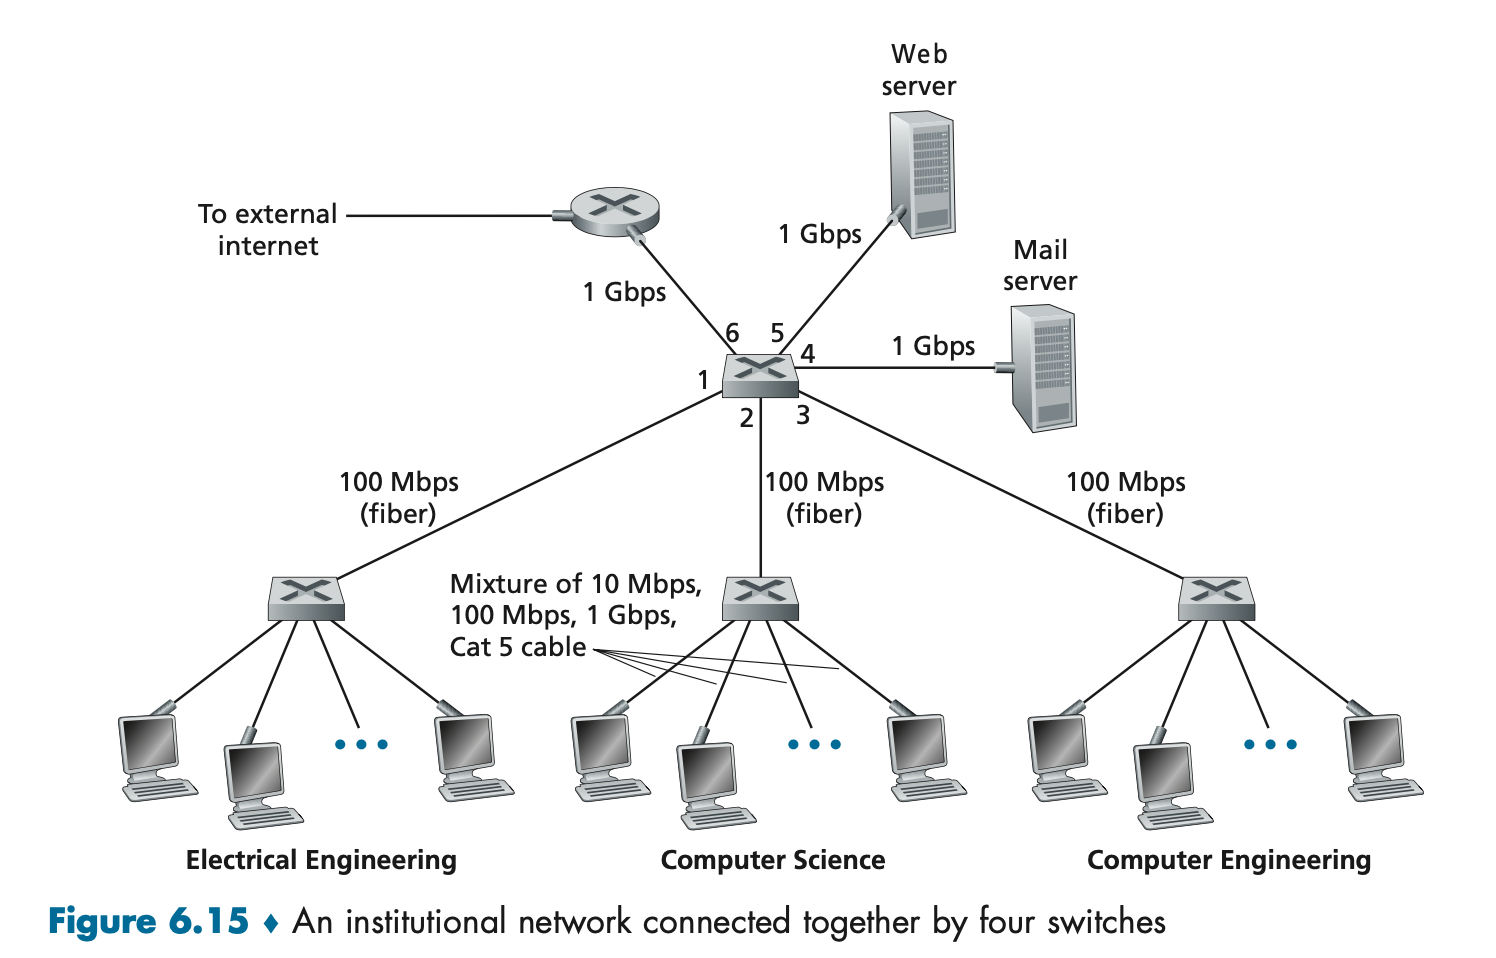 Web
server
To external
internet
1 Gbps
Mail
server
1 Gbps
6
5
4
1 Gbps
1
2
3
100 Mbps
(fiber)
100 Mbps
(fiber)
100 Mbps
(fiber)
Mixture of 10 Mbps,
100 Mbps, 1 Gbps,
Cat 5 cable
Electrical Engineering
Computer Science
Computer Engineering
Figure 6.15 ♦ An institutional network connected together by four switches